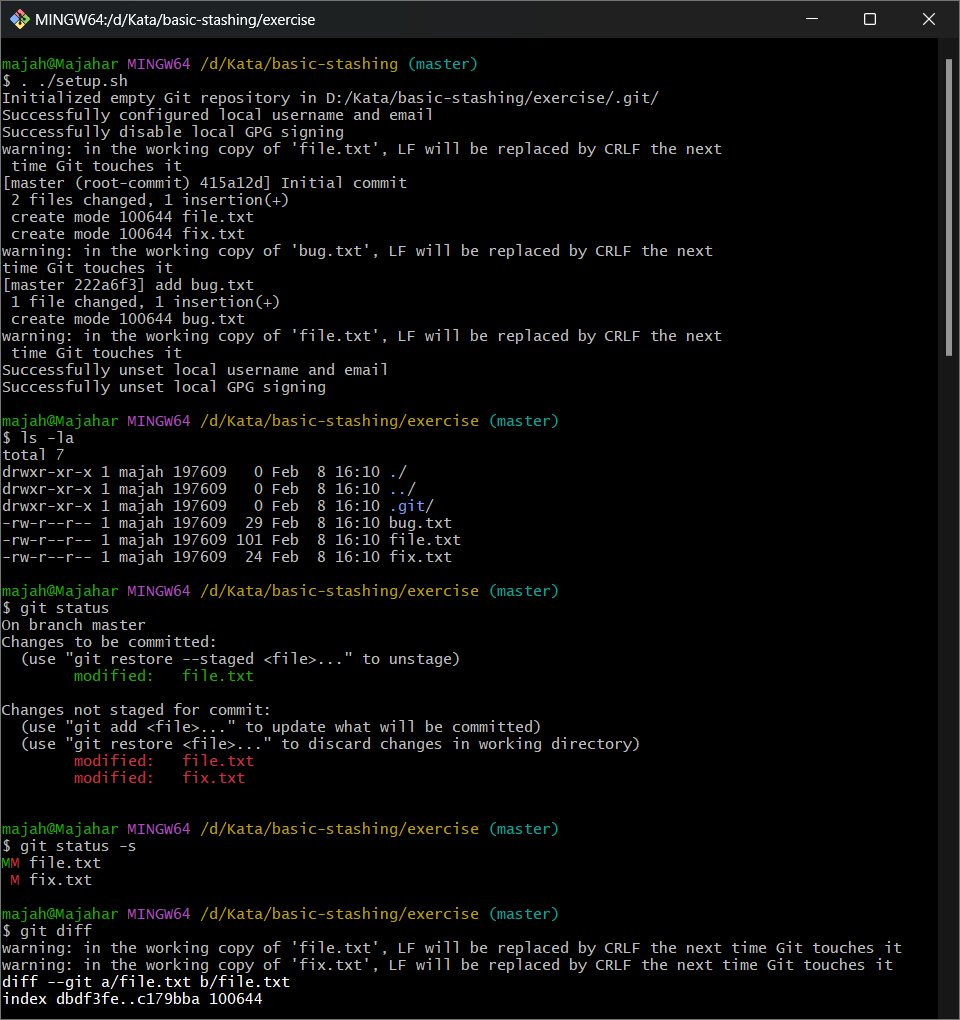 MINGW64:/d/Kata/basic-stashing/exercise
majah@Majahar MINGW64 /d/Kata/basic-stashing (master)
$ . ./setup.sh
Initialized empty Git repository in D:/Kata/basic-stashing/exercise/.git/
Successfully configured local username and email
Successfully disable local GPG signing
warning: in the working copy of 'file.txt', LF will be replaced by CRLF the next
 time Git touches it
[master (root-commit) 415a12d] Initial commit
 2 files changed, 1 insertion(+)
 create mode 100644 file.txt
 create mode 100644 fix.txt
warning: in the working copy of 'bug.txt', LF will be replaced by CRLF the next
time Git touches it
[master 222a6f3] add bug.txt
 1 file changed, 1 insertion(+)
 create mode 100644 bug.txt
warning: in the working copy of 'file.txt', LF will be replaced by CRLF the next
 time Git touches it
Successfully unset local username and email
Successfully unset local GPG signing
majah@Majahar MINGW64 /d/Kata/basic-stashing/exercise (master)
$ ls -la
total 7
drwxr-xr-x 1 majah 197609   0 Feb  8 16:10 ./
drwxr-xr-x 1 majah 197609   0 Feb  8 16:10 ../
drwxr-xr-x 1 majah 197609   0 Feb  8 16:10 .git/
-rw-r--r-- 1 majah 197609  29 Feb  8 16:10 bug.txt
-rw-r--r-- 1 majah 197609 101 Feb  8 16:10 file.txt
-rw-r--r-- 1 majah 197609  24 Feb  8 16:10 fix.txt
majah@Majahar MINGW64 /d/Kata/basic-stashing/exercise (master)
$ git status
On branch master
Changes to be committed:
  (use "git restore --staged <file>..." to unstage)
        modified:   file.txt
Changes not staged for commit:
  (use "git add <file>..." to update what will be committed)
  (use "git restore <file>..." to discard changes in working directory)
        modified:   file.txt
        modified:   fix.txt
majah@Majahar MINGW64 /d/Kata/basic-stashing/exercise (master)
$ git status -s
MM file.txt
 M fix.txt
majah@Majahar MINGW64 /d/Kata/basic-stashing/exercise (master)
$ git diff
warning: in the working copy of 'file.txt', LF will be replaced by CRLF the next time Git touches it
warning: in the working copy of 'fix.txt', LF will be replaced by CRLF the next time Git touches it
diff --git a/file.txt b/file.txt
index dbdf3fe..c179bba 100644